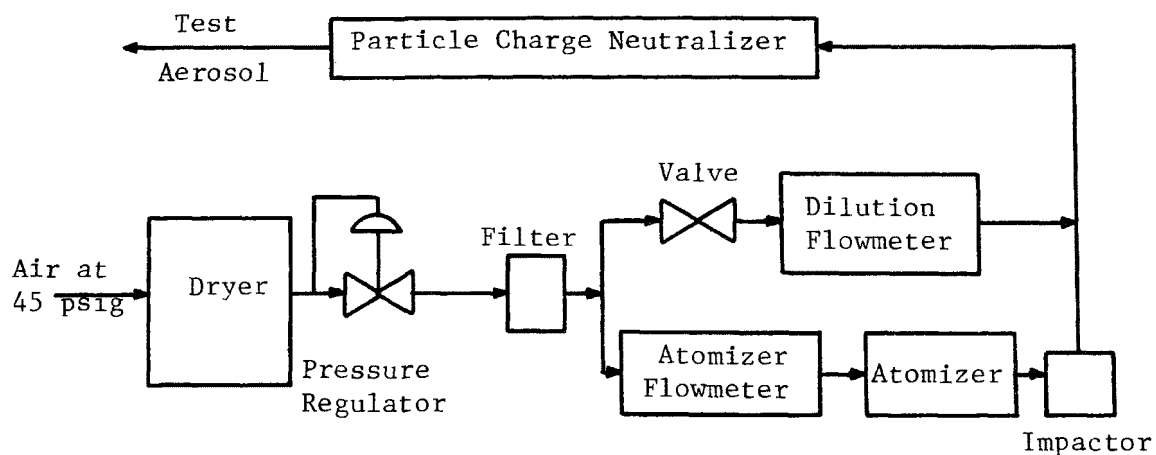 Test
Aerosol
Particle Charge Neutralizer
Valve
Dilution
Flowmeter
Filter
Air at
45 psig
Dryer
Pressure
Regulator
Atomizer
Flowmeter
Atomizer
Impactor